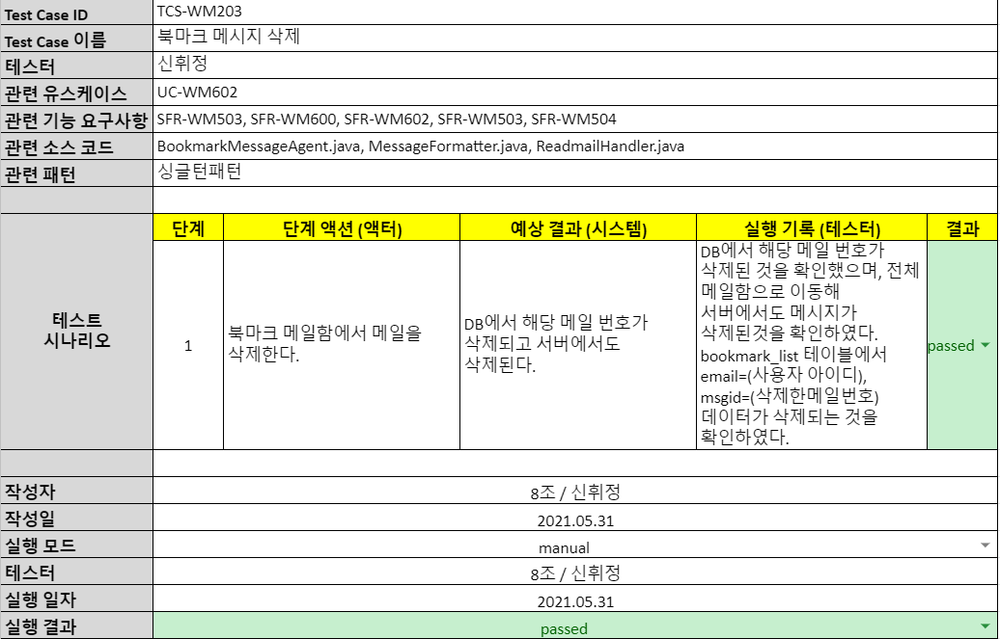 Test Case ID TCS-WM203
Test Case 이름 북마크 메시지 삭제
테스터 신휘정
관련 유스케이스 UC-WM602
관련 기능 요구사항 SFR-WM503, SFR-WM600, SFR-WM602, SFR-WM503, SFR-WM504
관련 소스 코드 BookmarkMessageAgent.java, MessageFormatter.java, ReadmailHandler.java
관련 패턴 싱글턴패턴
테스트
시나리오
단계 단계 액션 (액터) 예상 결과 (시스템) 실행 기록 (테스터) 결과
1
북마크 메일함에서 메일을
삭제한다.
DB에서 해당 메일 번호가
삭제되고 서버에서도
삭제된다.
DB에서 해당 메일 번호가
삭제된 것을 확인했으며, 전체
메일함으로 이동해
서버에서도 메시지가
삭제된것을 확인하였다.
bookmark_list 테이블에서
email=(사용자 아이디),
msgid=(삭제한메일번호)
데이터가 삭제되는 것을
확인하였다.
passed
작성자 8조 / 신휘정
작성일 2021.05.31
실행 모드 manual
테스터 8조 / 신휘정
실행 일자 2021.05.31
실행 결과 passed